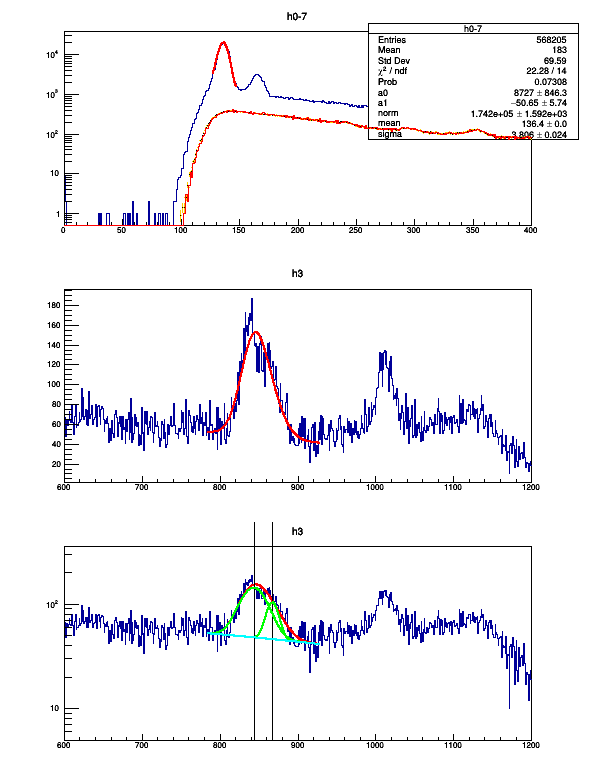 h0-7
h0-7
Entries 568205
Mean 183
Std Dev 69.59
χ² / ndf 22.28 / 14
Prob 0.07308
a0 8727 ± 846.3
a1 −50.65 ± 5.74
norm 1.742e+05 ± 1.592e+03
mean 136.4 ± 0.0
sigma 3.806 ± 0.024
10⁴
10³
10²
10
1
0 50 100 150 200 250 300 350 400
h3
180
160
140
120
100
80
60
40
20
600 700 800 900 1000 1100 1200
h3
10²
10
600 700 800 900 1000 1100 1200